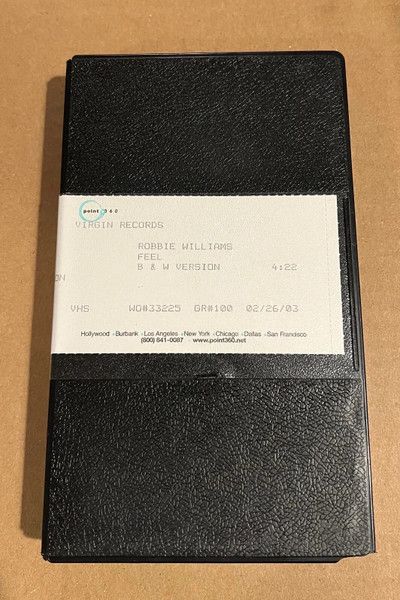 point 360
VIRGIN RECORDS
ROBBIE WILLIAMS
FEEL
B & W VERSION 4:22
ON
VHS WO#33225 GR#100 02/26/03
Hollywood • Burbank • Los Angeles • New York • Chicago • Dallas • San Francisco
(800) 841-0087 www.point360.net